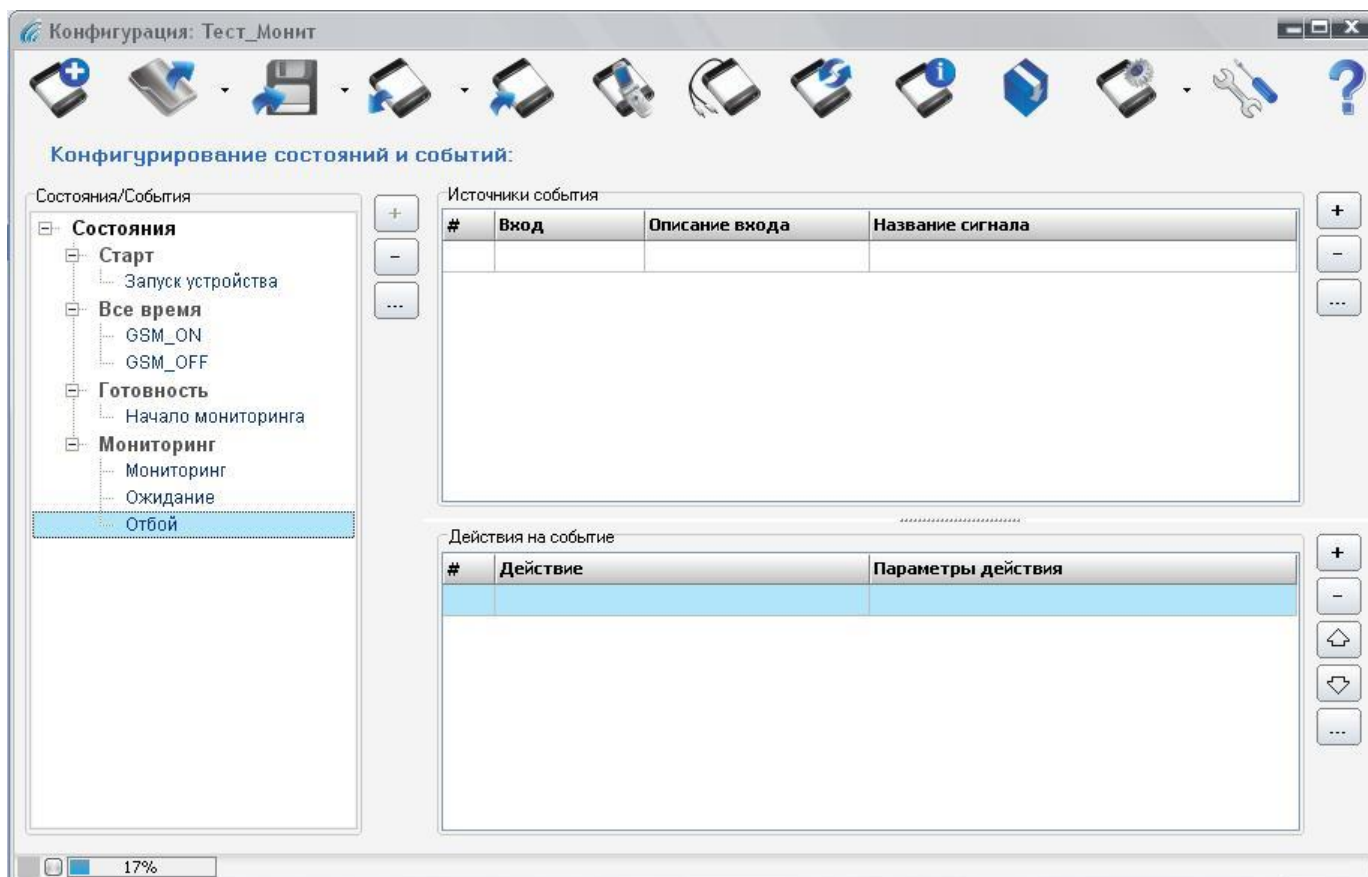 Конфигурация: Тест_Монит
Конфигурирование состояний и событий:
Состояния/События
Состояния
Старт
Запуск устройства
Все время
GSM_ON
GSM_OFF
Готовность
Начало мониторинга
Мониторинг
Мониторинг
Ожидание
Отбой
+
-
...
Источники события
# Вход Описание входа Название сигнала
+
-
...
Действия на событие
# Действие Параметры действия
+
-
...
17%